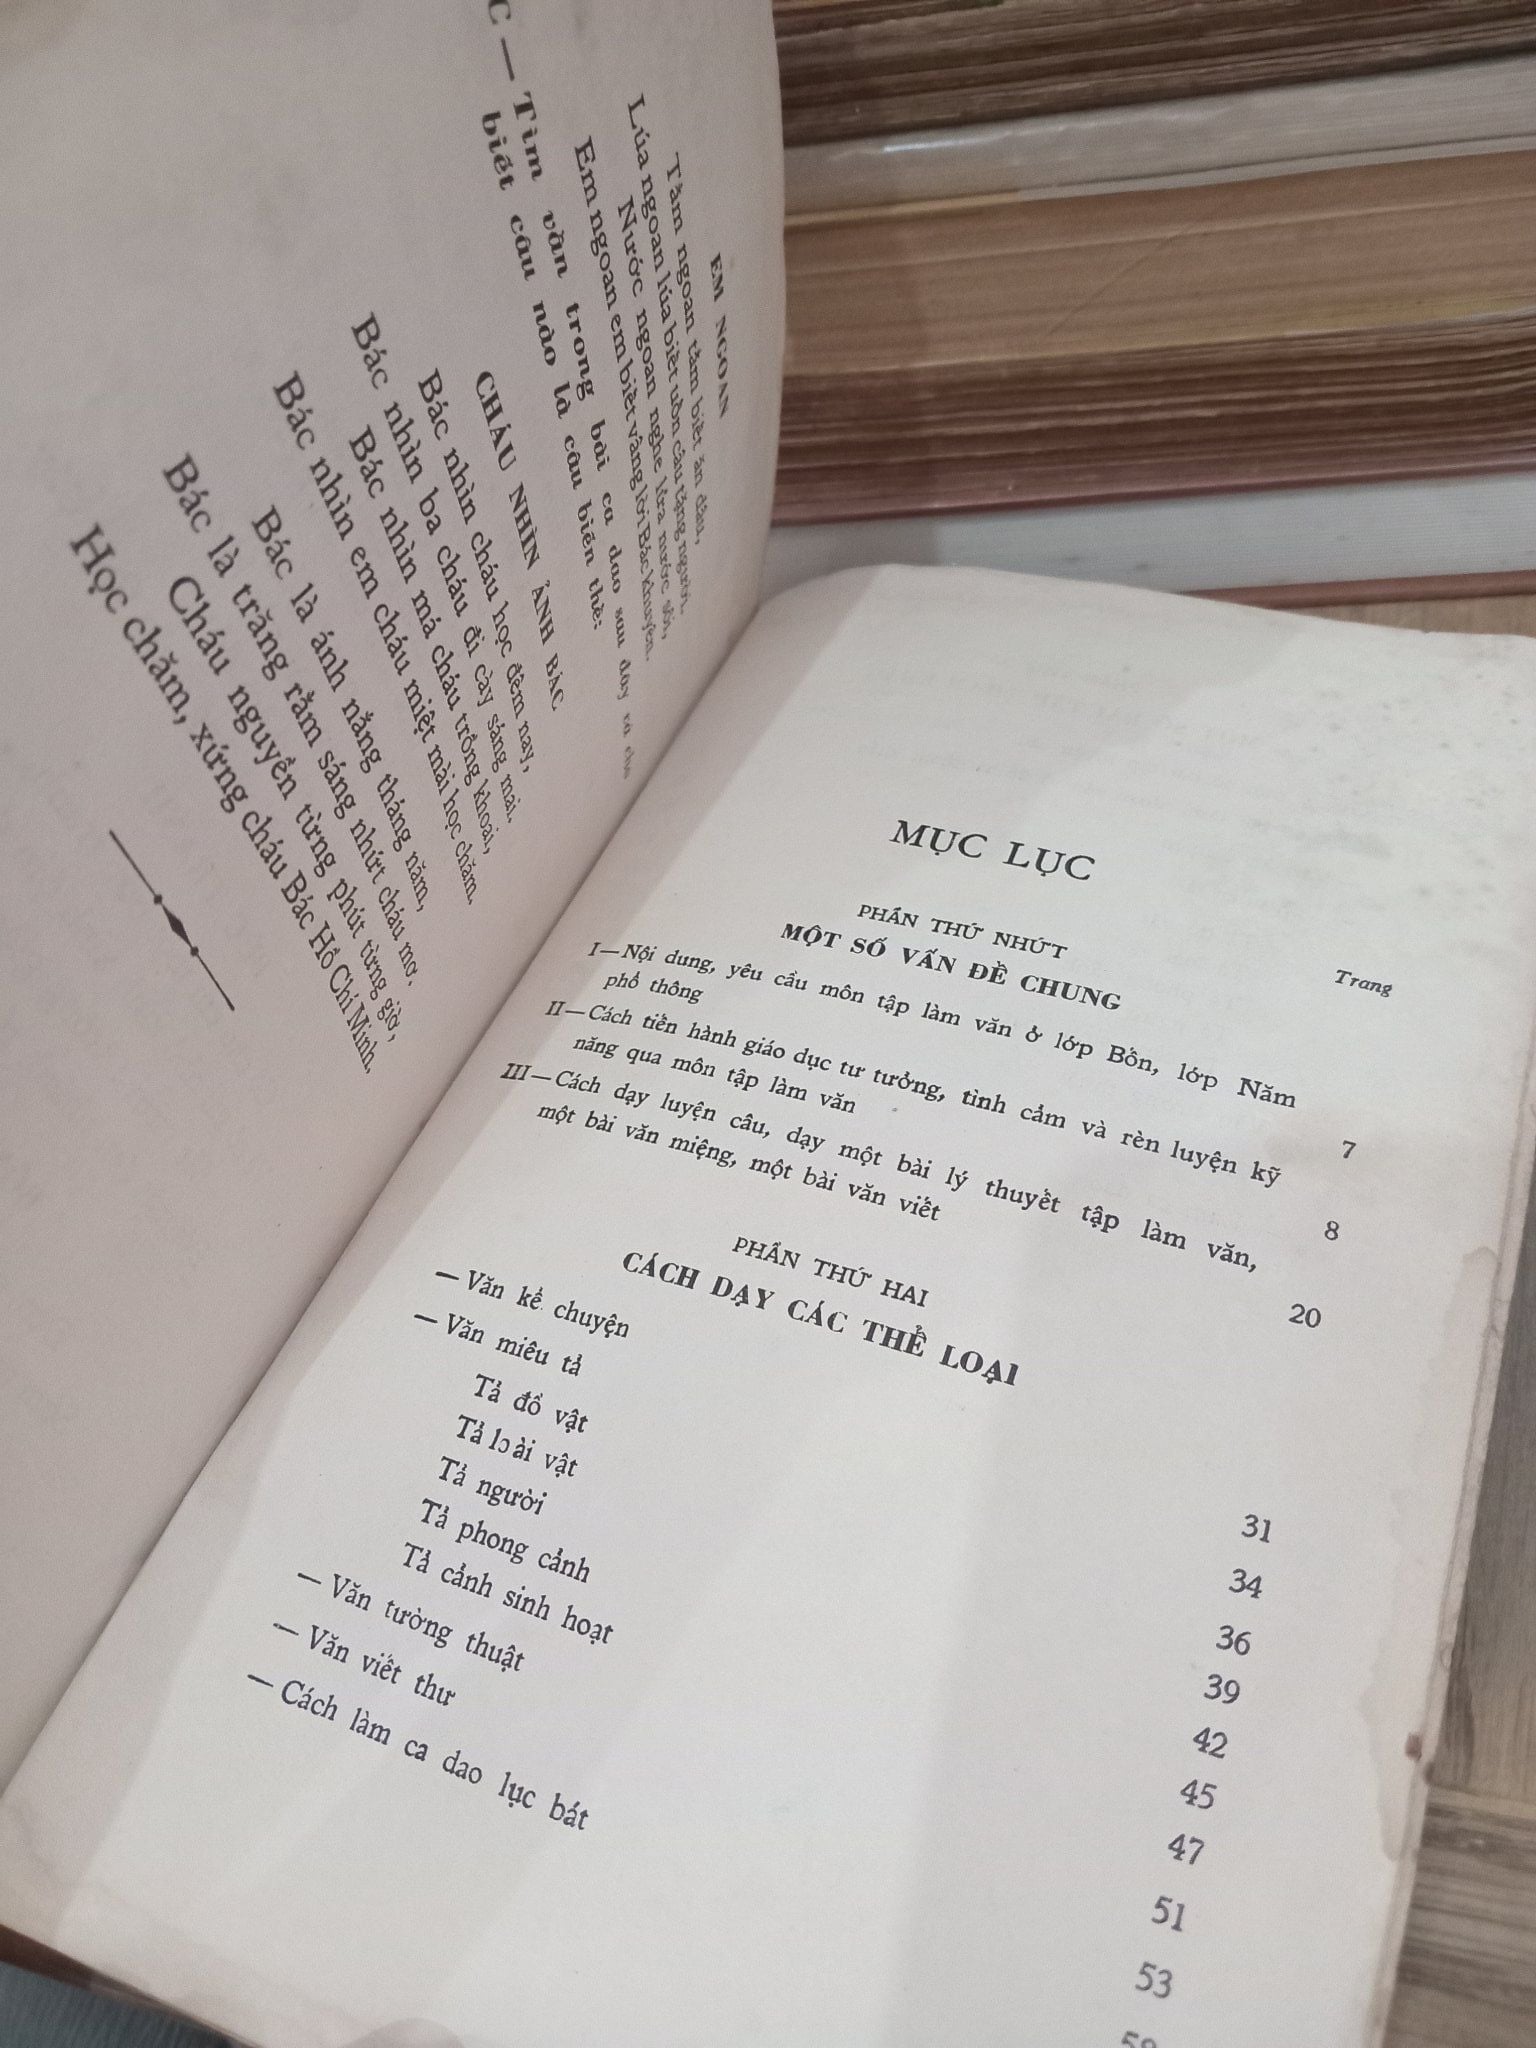 EM NGOAN
Tằm ngoan tằm biết ăn dâu,
Lúa ngoan lúa biết uốn câu tặng người,
Nước ngoan nghe lửa nước sôi,
Em ngoan em biết vâng lời Bác khuyên.
C — Tìm vần trong bài ca dao sau đây và cho
biết câu nào là câu biến thể:
CHÁU NHÌN ẢNH BÁC
Bác nhìn cháu học đêm nay,
Bác nhìn ba cháu đi cày sáng mai.
Bác nhìn má cháu trồng khoai,
Bác nhìn em cháu miệt mài học chăm.
Bác là ánh nắng tháng năm,
Bác là trăng rằm sáng nhứt cháu mơ.
Cháu nguyền từng phút từng giờ,
Học chăm, xứng cháu Bác Hồ Chí Minh.
MỤC LỤC
PHẦN THỨ NHỨT
MỘT SỐ VẤN ĐỀ CHUNG
Trang
I — Nội dung, yêu cầu môn tập làm văn ở lớp Bốn, lớp Năm
phổ thông 7
II — Cách tiến hành giáo dục tư tưởng, tình cảm và rèn luyện kỹ
năng qua môn tập làm văn 8
III — Cách dạy luyện câu, dạy một bài lý thuyết tập làm văn,
một bài văn miệng, một bài văn viết 20
PHẦN THỨ HAI
CÁCH DẠY CÁC THỂ LOẠI
— Văn kể chuyện 31
— Văn miêu tả 34
Tả đồ vật 36
Tả loài vật 39
Tả người 42
Tả phong cảnh 45
Tả cảnh sinh hoạt 47
— Văn tường thuật 51
— Văn viết thư 53
— Cách làm ca dao lục bát